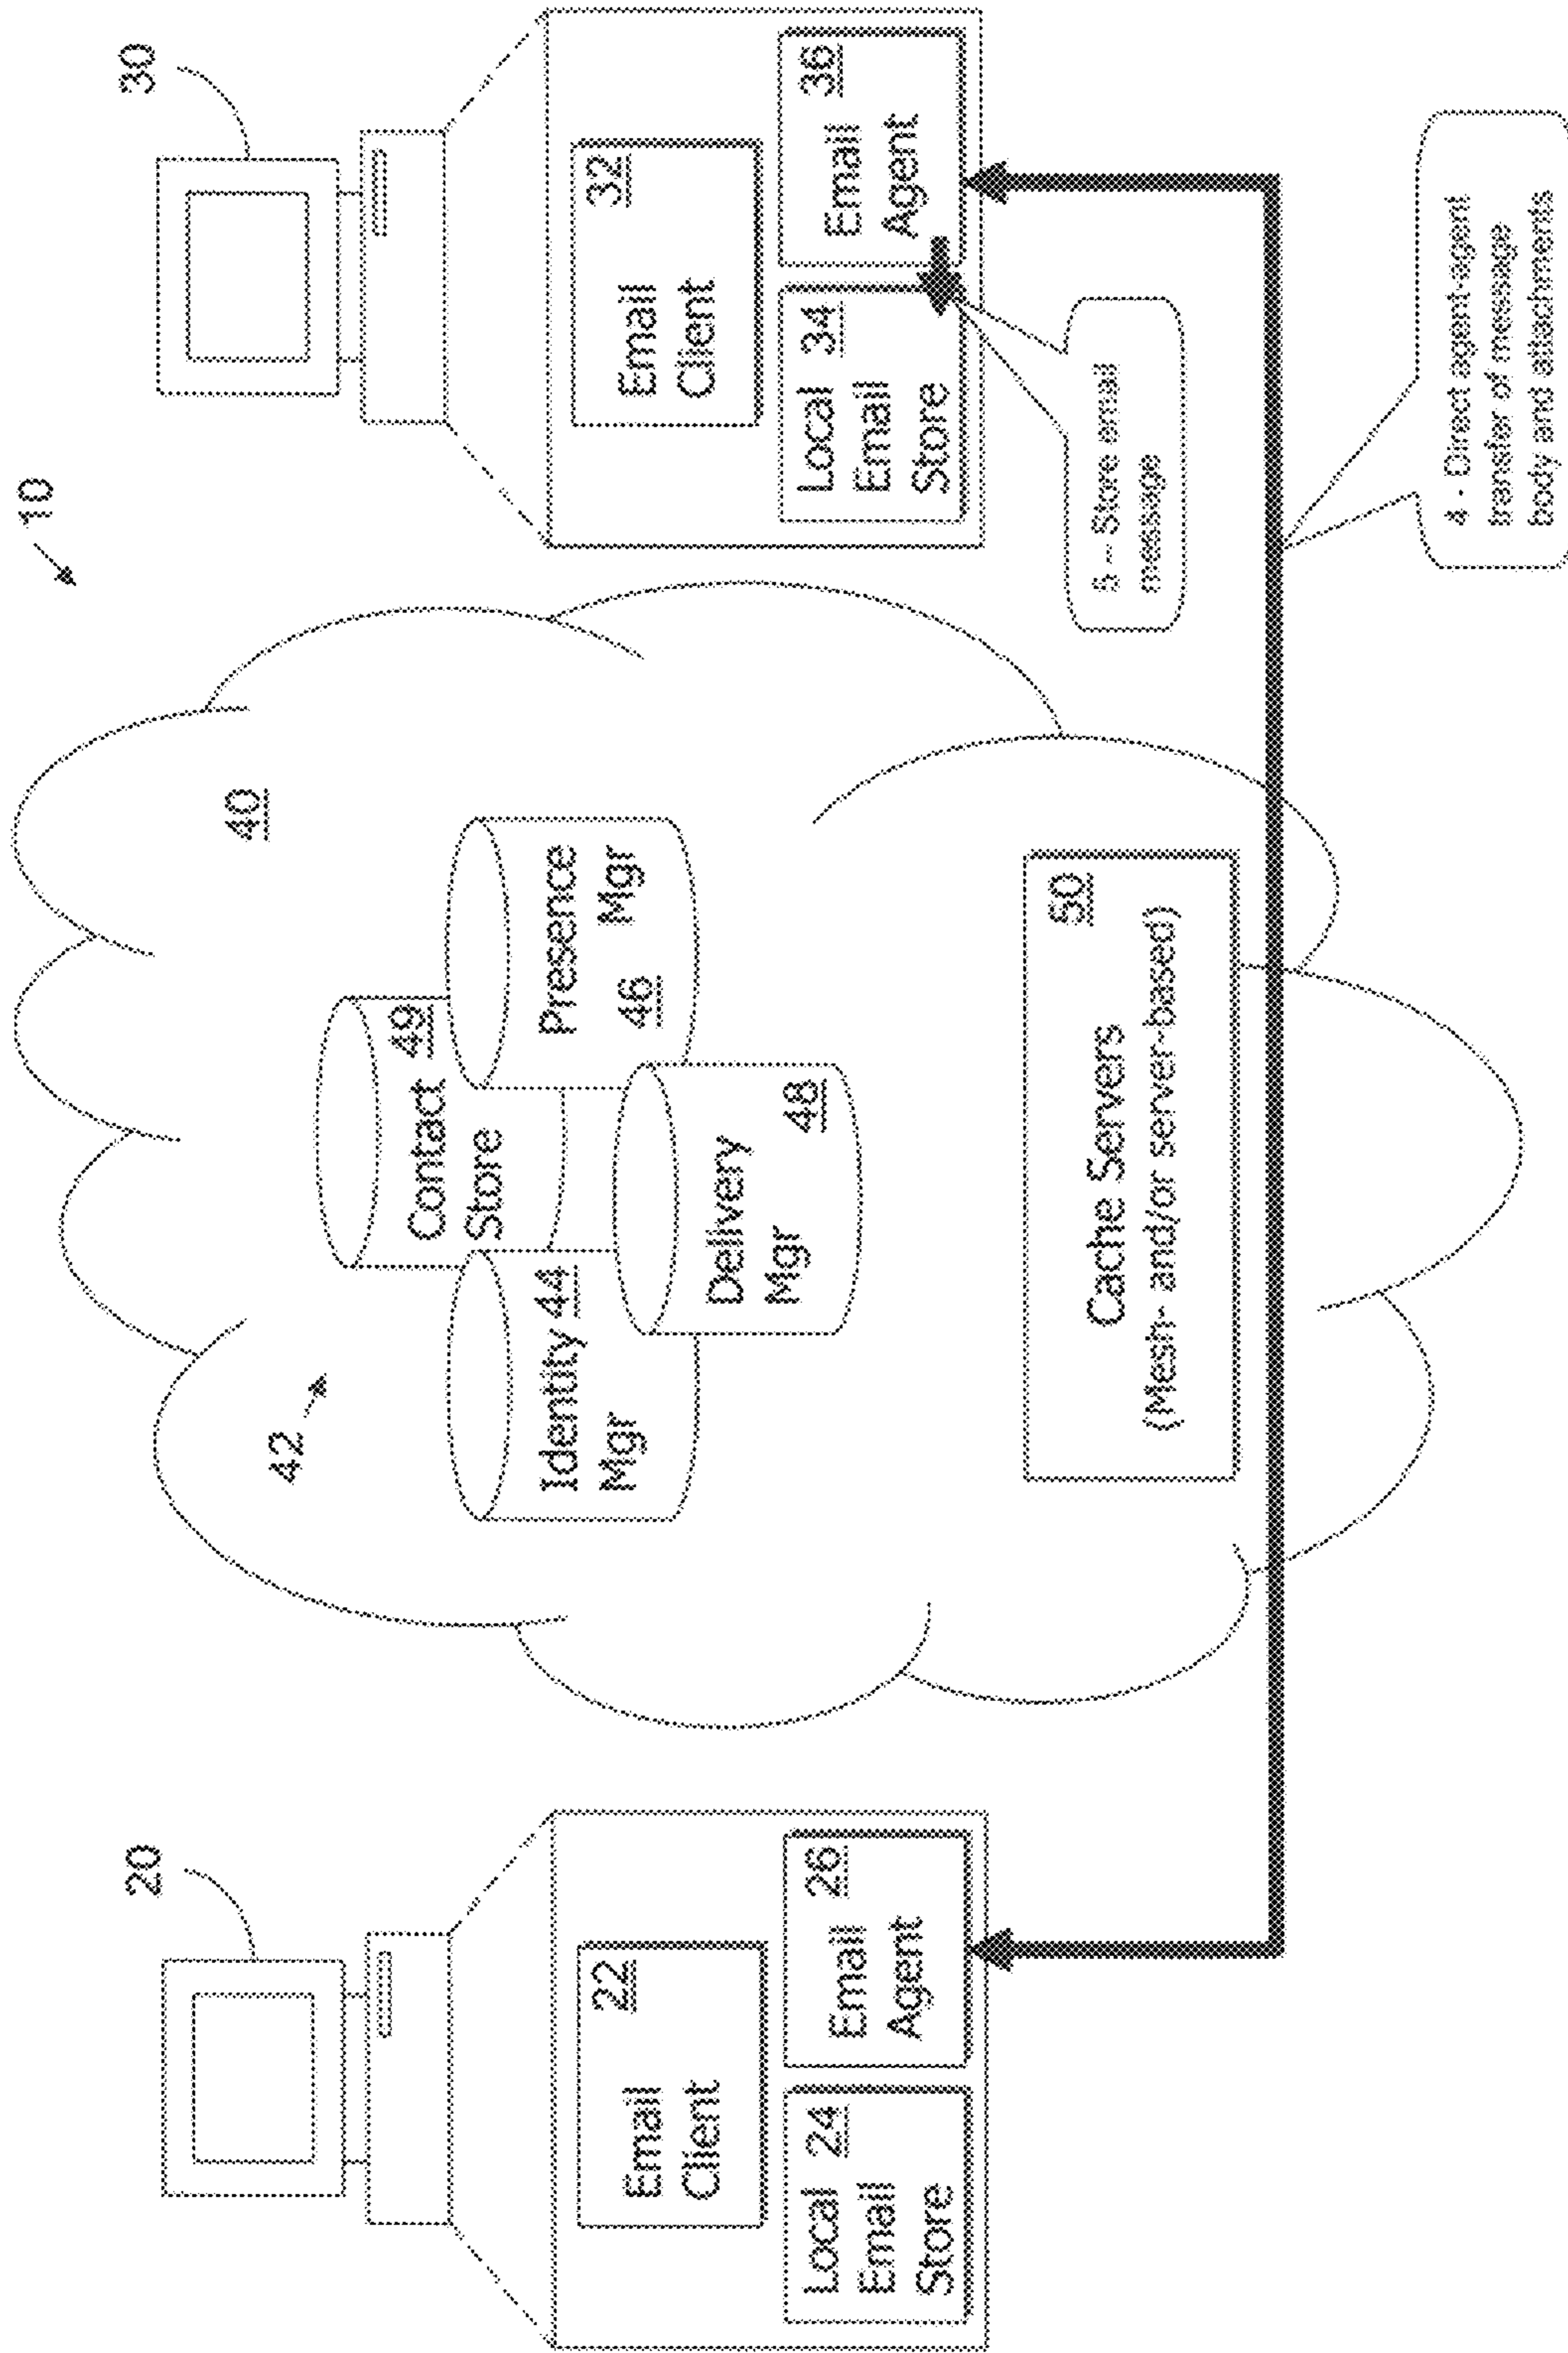 10
20
Email
Client
22
Local
Email
Store
24
Email
Agent
26
40
42
Contact
Store
49
Identity
Mgr
44
Presence
Mgr
46
Delivery
Mgr
48
Cache Servers
(Mesh- and/or server-based)
50
30
Email
Client
32
Local
Email
Store
34
Email
Agent
36
5 – Store email
message
4 - Direct agent-agent
transfer of message
body and attachments